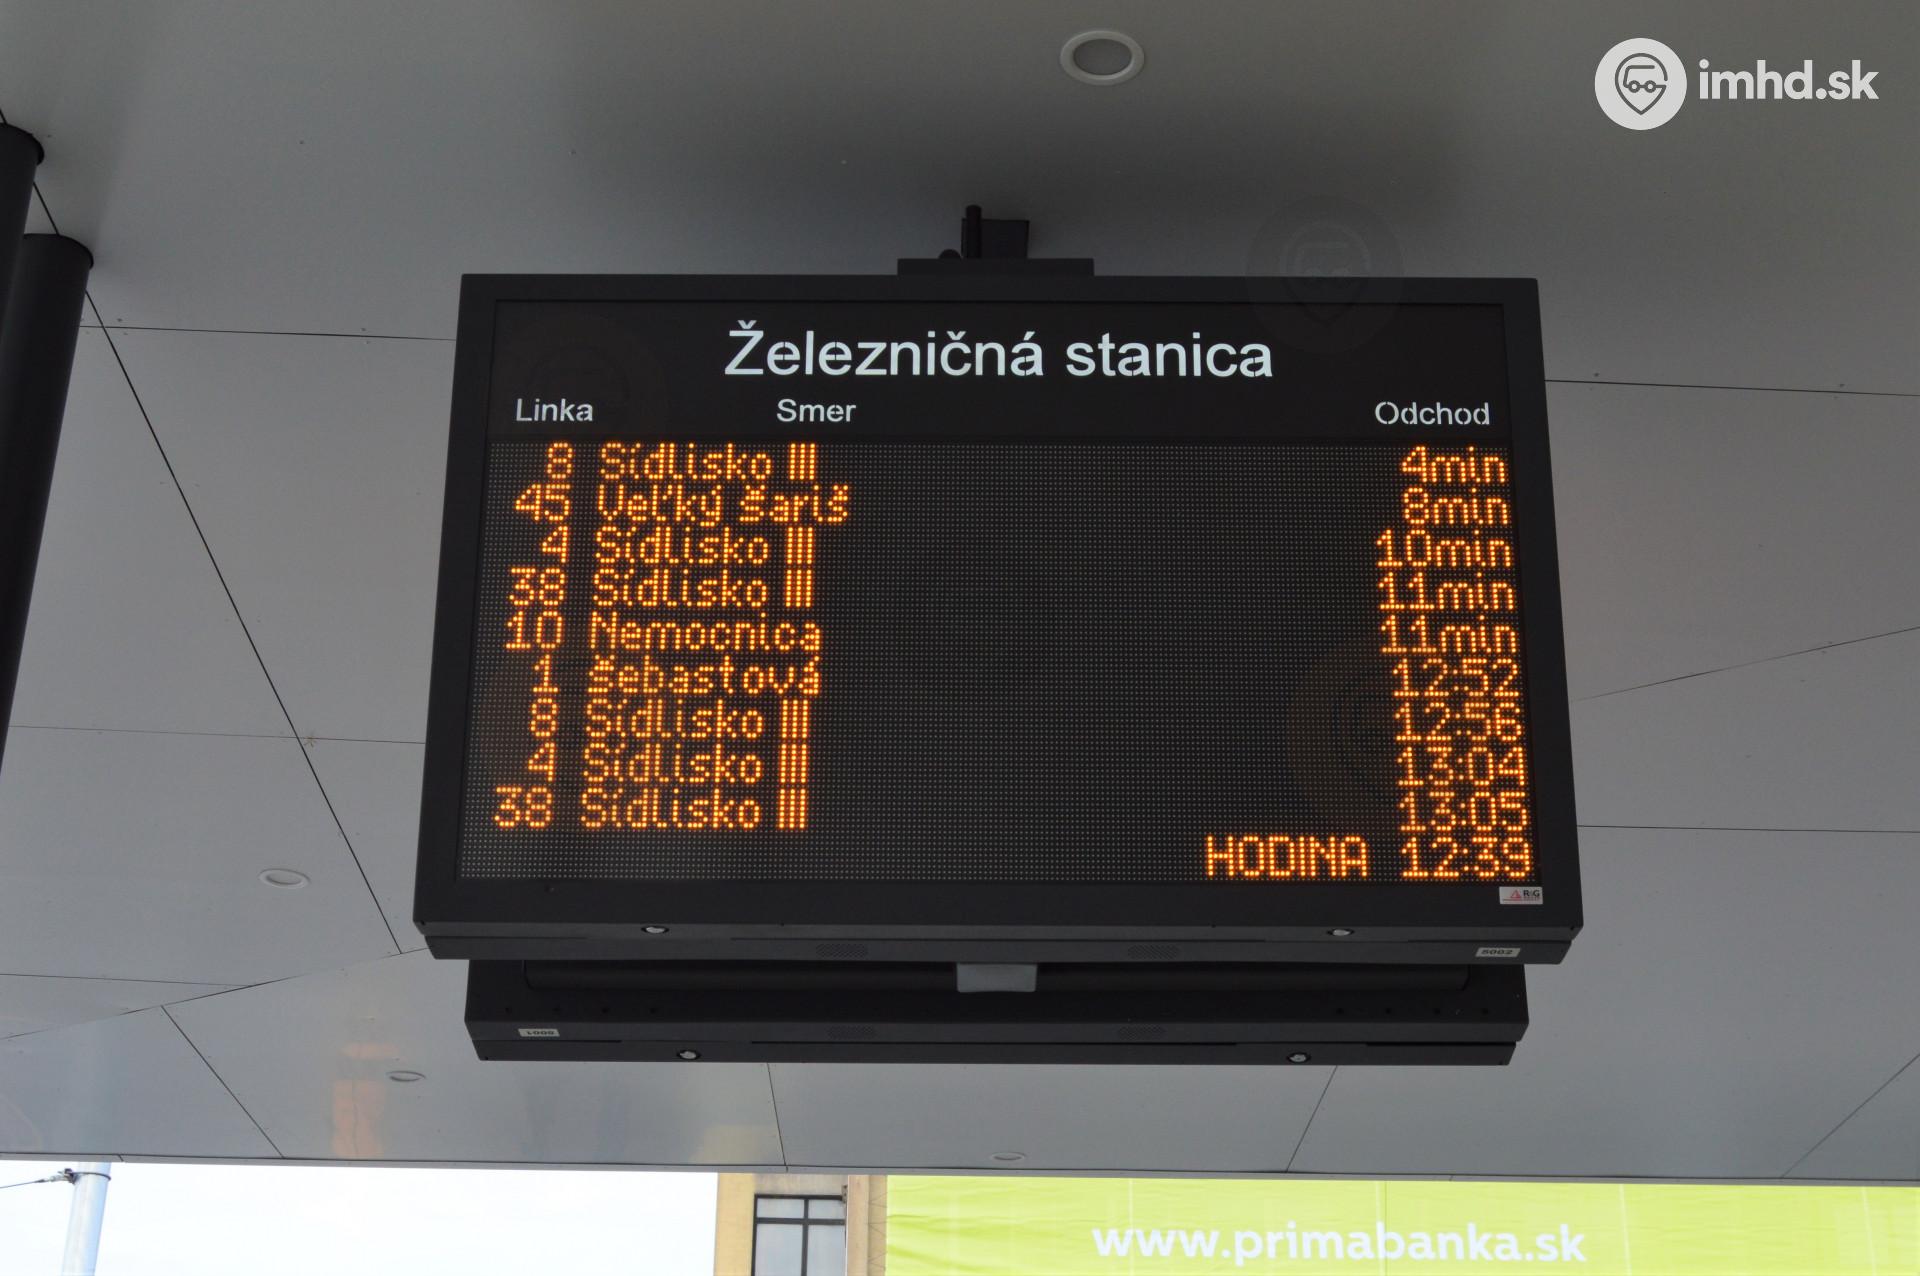 imhd.sk
Železničná stanica
Linka Smer Odchod
8 Sídlisko III 4min
45 Veľký Šariš 8min
4 Sídlisko III 10min
38 Sídlisko III 11min
10 Nemocnica 11min
1 Šebastová 12:52
8 Sídlisko III 12:56
4 Sídlisko III 13:04
38 Sídlisko III 13:05
HODINA 12:39
R&G
5002
5001
www.primabanka.sk